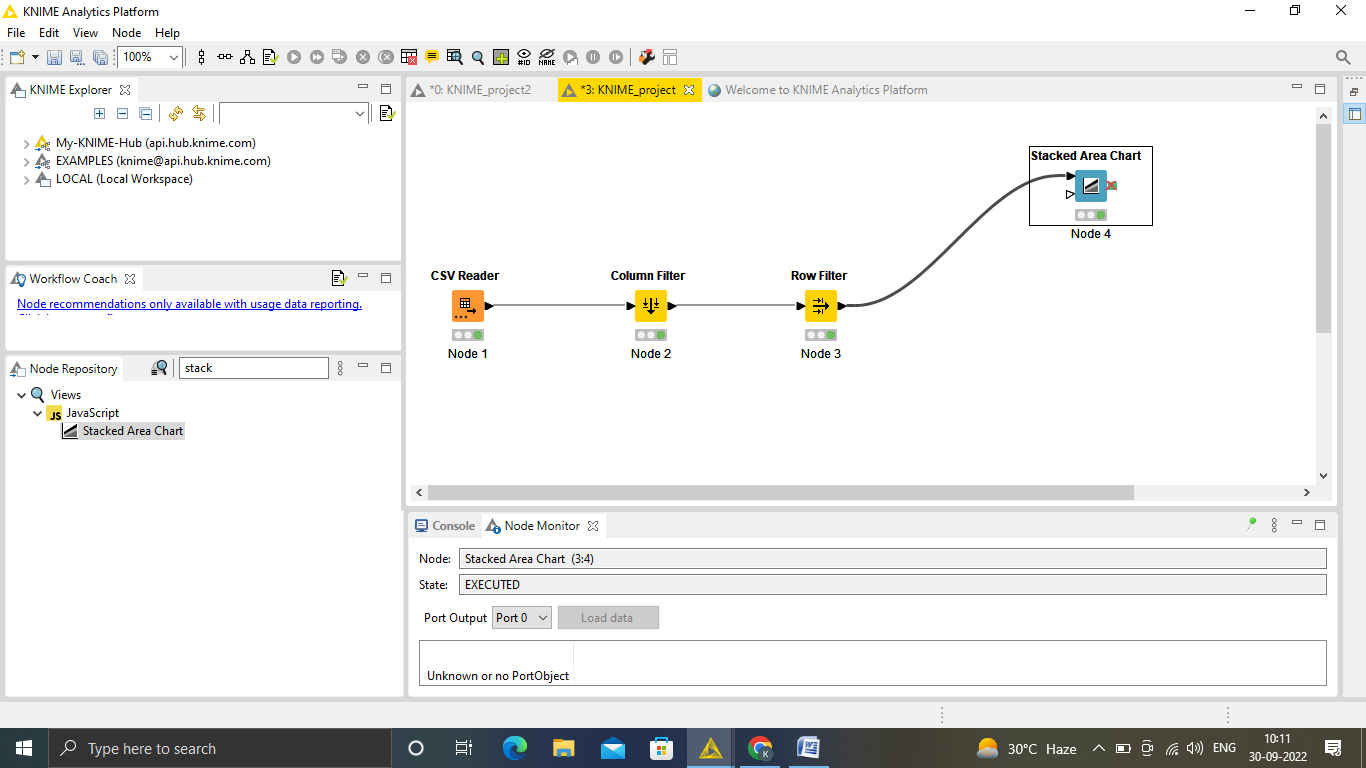 KNIME Analytics Platform
File Edit View Node Help
100%
#ID
NAME
KNIME Explorer
My-KNIME-Hub (api.hub.knime.com)
EXAMPLES (knime@api.hub.knime.com)
LOCAL (Local Workspace)
Workflow Coach
Node recommendations only available with usage data reporting.
Node Repository
stack
Views
JS JavaScript
Stacked Area Chart
*0: KNIME_project2
*3: KNIME_project
Welcome to KNIME Analytics Platform
Stacked Area Chart
Node 4
CSV Reader
Column Filter
Row Filter
Node 1
Node 2
Node 3
Console
Node Monitor
Node: Stacked Area Chart (3:4)
State: EXECUTED
Port Output Port 0 Load data
Unknown or no PortObject
Type here to search
K
W
30°C Haze
ENG
10:11
30-09-2022